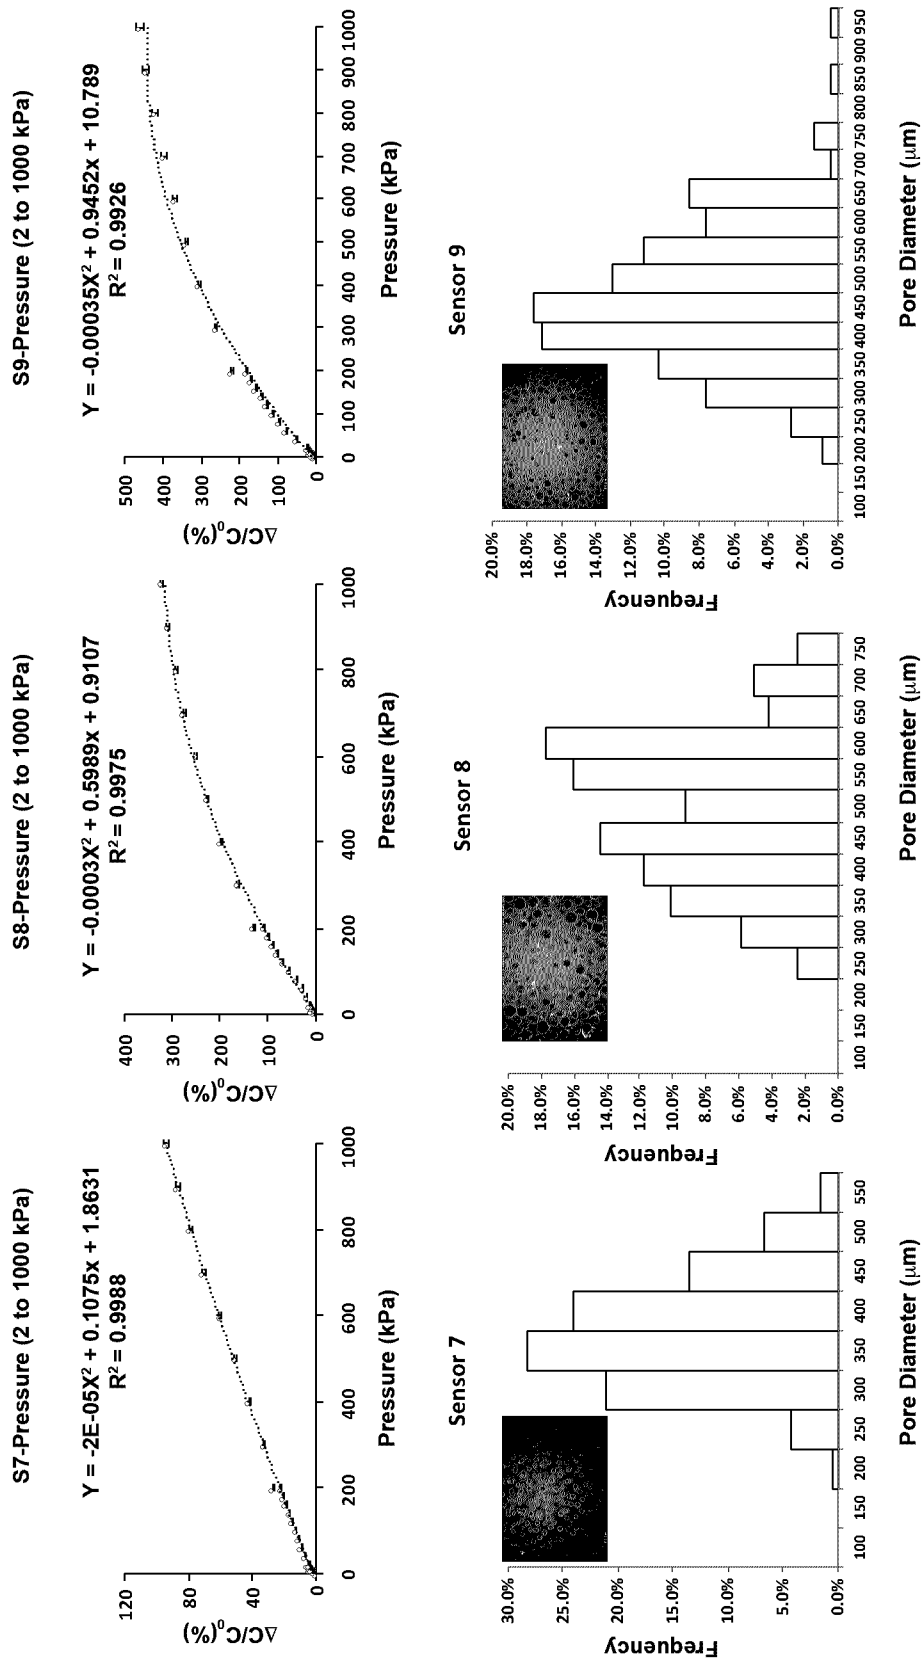 S7-Pressure (2 to 1000 kPa)
Y = -2E-05X² + 0.1075x + 1.8631
R² = 0.9988
ΔC/C₀(%)
120
80
40
0
0 200 400 600 800 1000
Pressure (kPa)
S8-Pressure (2 to 1000 kPa)
Y = -0.0003X² + 0.5989x + 0.9107
R² = 0.9975
ΔC/C₀(%)
400
300
200
100
0
0 200 400 600 800 1000
Pressure (kPa)
S9-Pressure (2 to 1000 kPa)
Y = -0.00035X² + 0.9452x + 10.789
R² = 0.9926
ΔC/C₀(%)
500
400
300
200
100
0
0 100 200 300 400 500 600 700 800 900 1000
Pressure (kPa)
Sensor 7
Frequency
30.0%
25.0%
20.0%
15.0%
10.0%
5.0%
0.0%
100 150 200 250 300 350 400 450 500 550
Pore Diameter (μm)
Sensor 8
Frequency
20.0%
18.0%
16.0%
14.0%
12.0%
10.0%
8.0%
6.0%
4.0%
2.0%
0.0%
100 150 200 250 300 350 400 450 500 550 600 650 700 750
Pore Diameter (μm)
Sensor 9
Frequency
20.0%
18.0%
16.0%
14.0%
12.0%
10.0%
8.0%
6.0%
4.0%
2.0%
0.0%
100 150 200 250 300 350 400 450 500 550 600 650 700 750 800 850 900 950
Pore Diameter (μm)